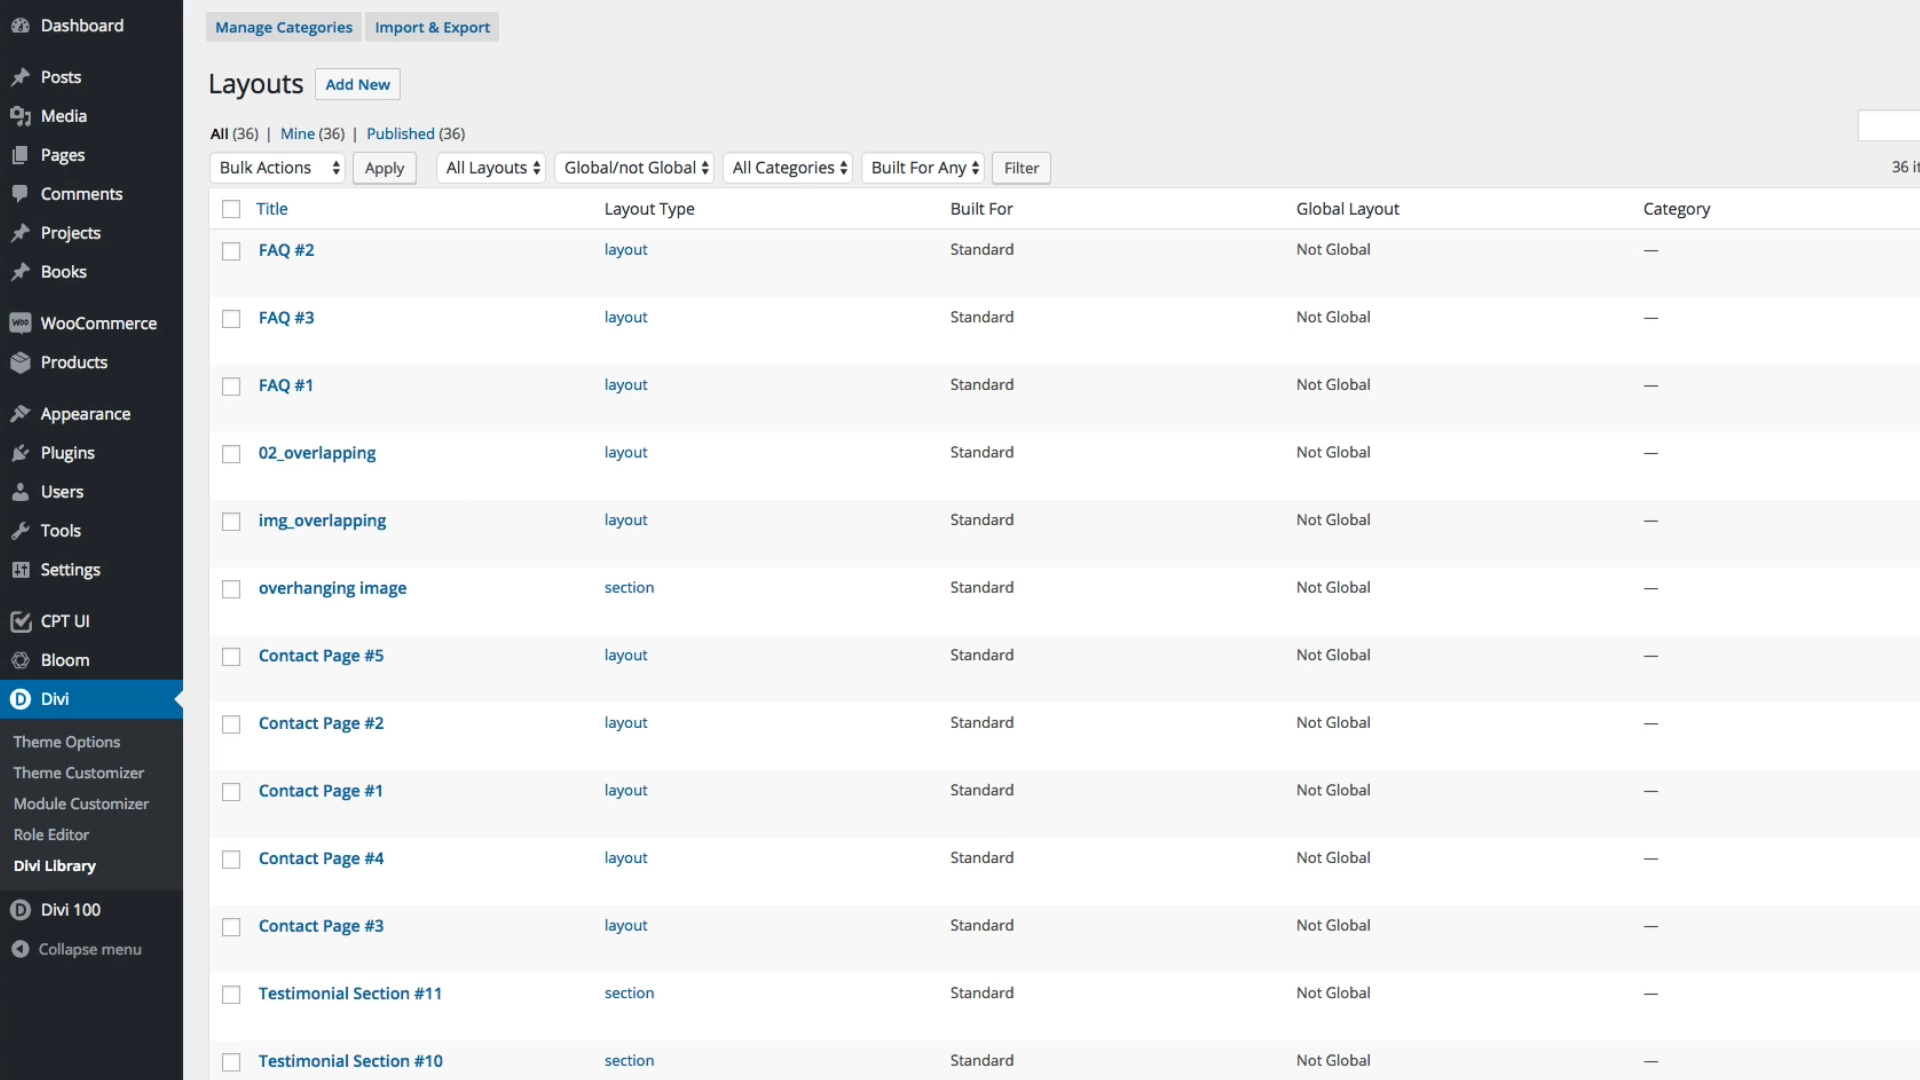 Dashboard
Posts
Media
Pages
Comments
Projects
Books
WooCommerce
Products
Appearance
Plugins
Users
Tools
Settings
CPT UI
Bloom
Divi
Theme Options
Theme Customizer
Module Customizer
Role Editor
Divi Library
Divi 100
Collapse menu
Manage Categories Import & Export
Layouts Add New
All (36) | Mine (36) | Published (36)
Bulk Actions Apply All Layouts Global/not Global All Categories Built For Any Filter 36
Title Layout Type Built For Global Layout Category
FAQ #2 layout Standard Not Global —
FAQ #3 layout Standard Not Global —
FAQ #1 layout Standard Not Global —
02_overlapping layout Standard Not Global —
img_overlapping layout Standard Not Global —
overhanging image section Standard Not Global —
Contact Page #5 layout Standard Not Global —
Contact Page #2 layout Standard Not Global —
Contact Page #1 layout Standard Not Global —
Contact Page #4 layout Standard Not Global —
Contact Page #3 layout Standard Not Global —
Testimonial Section #11 section Standard Not Global —
Testimonial Section #10 section Standard Not Global —